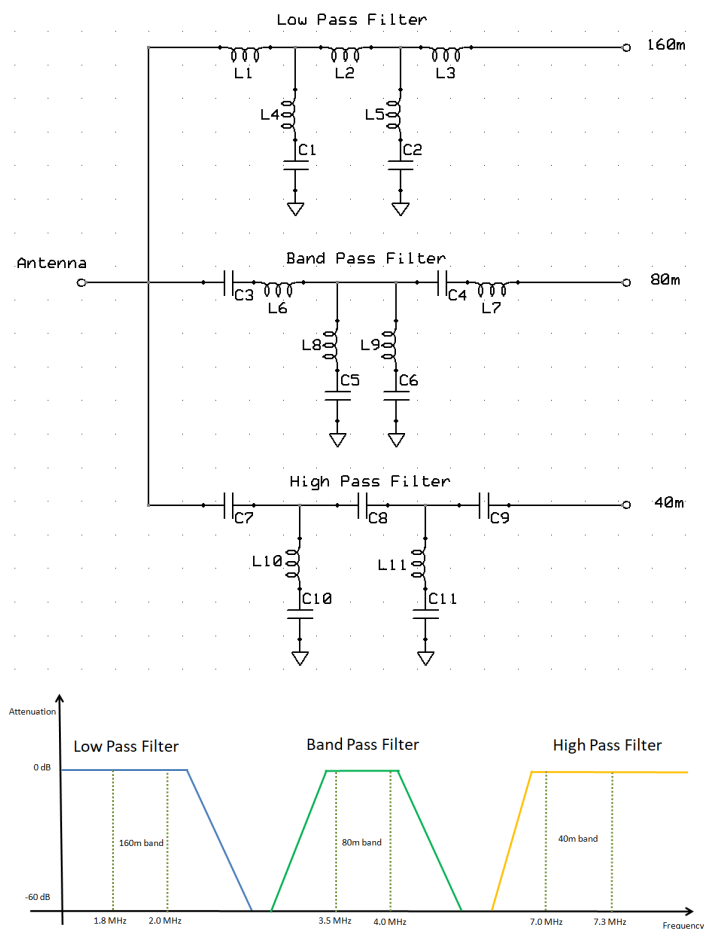 Low Pass Filter
160m
L1 L2 L3
L4 L5
C1 C2
Antenna
Band Pass Filter
80m
C3 C4
L6 L7
L8 L9
C5 C6
High Pass Filter
40m
C7 C8 C9
L10 L11
C10 C11
Attenuation
Low Pass Filter Band Pass Filter High Pass Filter
0 dB
160m band 80m band 40m band
-60 dB
1.8 MHz 2.0 MHz 3.5 MHz 4.0 MHz 7.0 MHz 7.3 MHz
Frequency